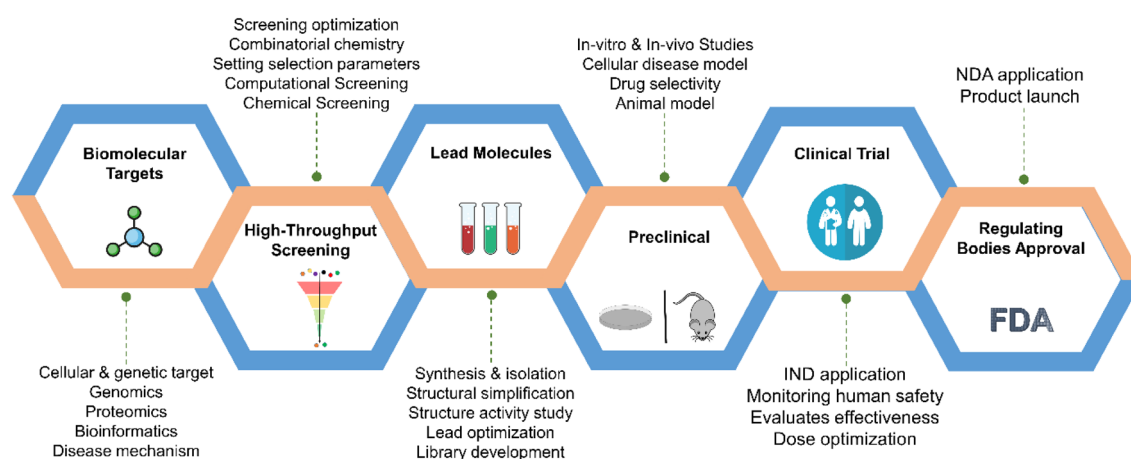 Screening optimization
Combinatorial chemistry
Setting selection parameters
Computational Screening
Chemical Screening
In-vitro & In-vivo Studies
Cellular disease model
Drug selectivity
Animal model
NDA application
Product launch
Biomolecular
Targets
High-Throughput
Screening
Lead Molecules
Preclinical
Clinical Trial
Regulating
Bodies Approval
FDA
Cellular & genetic target
Genomics
Proteomics
Bioinformatics
Disease mechanism
Synthesis & isolation
Structural simplification
Structure activity study
Lead optimization
Library development
IND application
Monitoring human safety
Evaluates effectiveness
Dose optimization